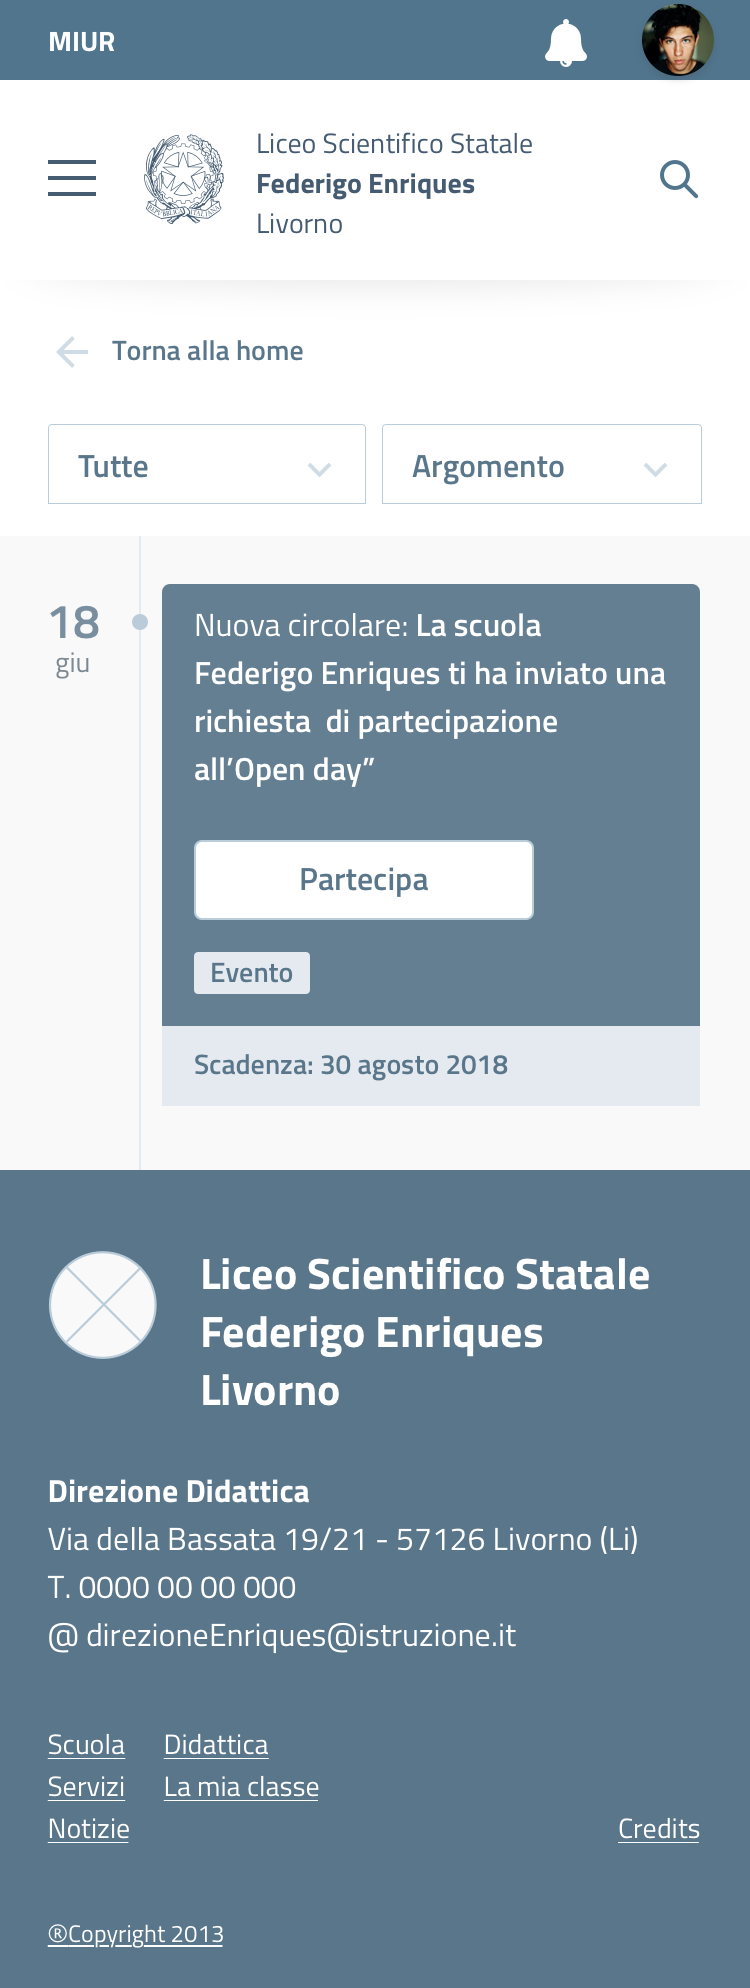 MIUR
Liceo Scientifico Statale
Federigo Enriques
Livorno
REPVBBLICA ITALIANA
Torna alla home
Tutte
Argomento
18
giu
Nuova circolare: La scuola
Federigo Enriques ti ha inviato una
richiesta  di partecipazione
all’Open day”
Partecipa
Evento
Scadenza: 30 agosto 2018
Liceo Scientifico Statale
Federigo Enriques
Livorno
Direzione Didattica
Via della Bassata 19/21 - 57126 Livorno (Li)
T. 0000 00 00 000
@ direzioneEnriques@istruzione.it
Scuola Didattica
Servizi La mia classe
Notizie Credits
®Copyright 2013